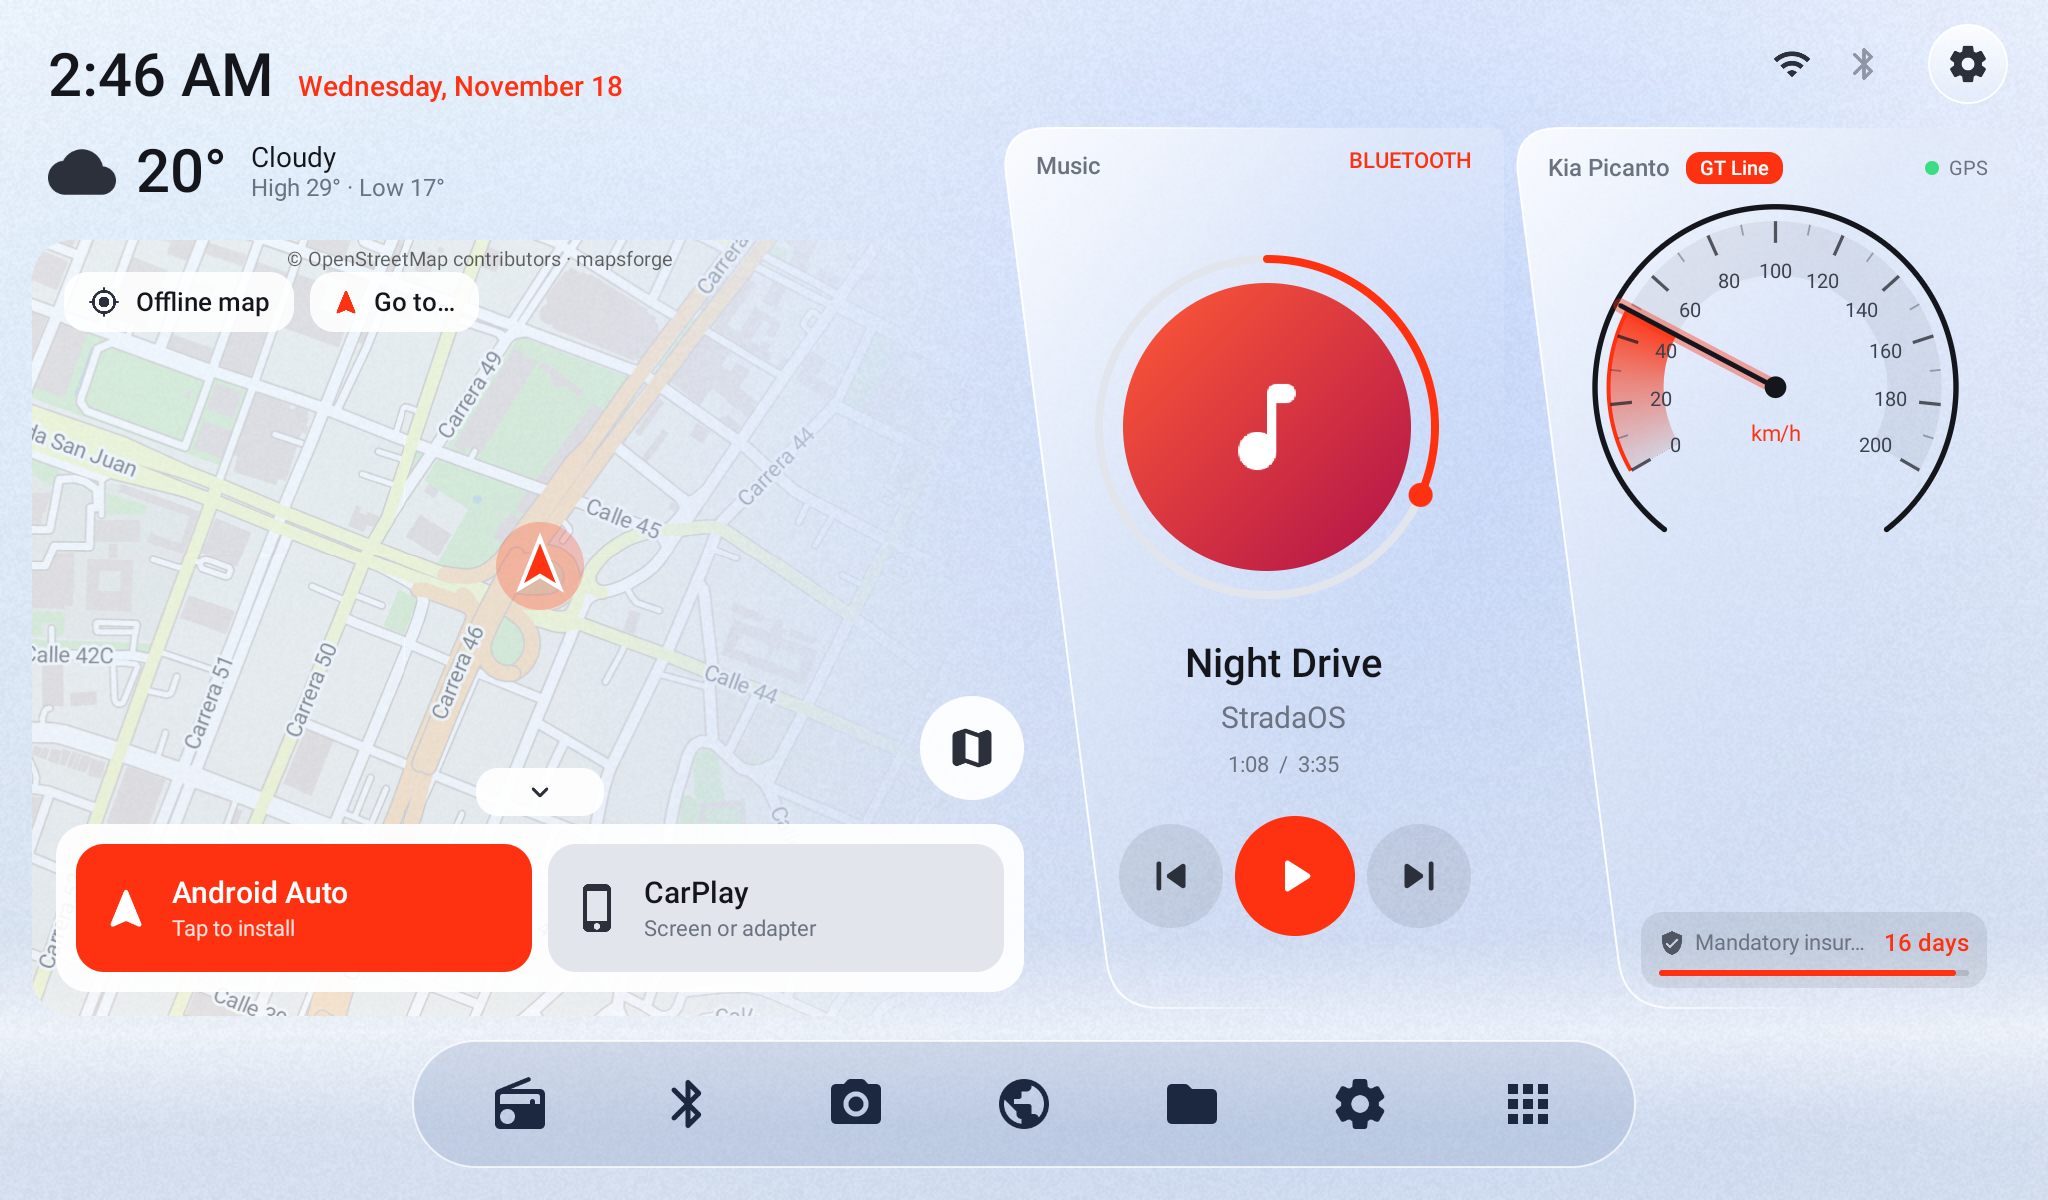 2:46 AM Wednesday, November 18
20° Cloudy
High 29° · Low 17°
© OpenStreetMap contributors · mapsforge
Offline map
Go to...
Carrera
Carrera 49
Carrera 44
da San Juan
Calle 45
Calle 42C
Carrera 51
Carrera 50
Carrera 46
Calle 44
Android Auto
Tap to install
CarPlay
Screen or adapter
Music
BLUETOOTH
Night Drive
StradaOS
1:08 / 3:35
Kia Picanto GT Line
GPS
0
20
40
60
80
100
120
140
160
180
200
km/h
Mandatory insur... 16 days